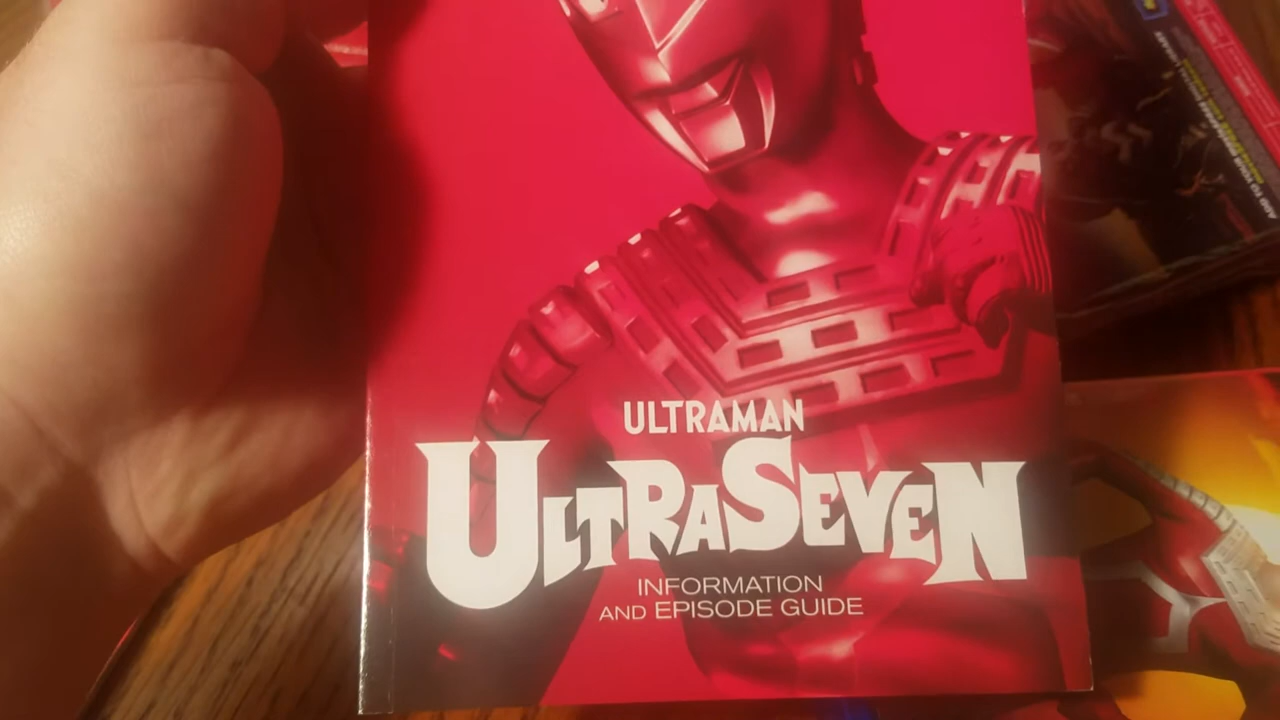 ULTRAMAN
ULTRASEVEN
INFORMATION
AND EPISODE GUIDE